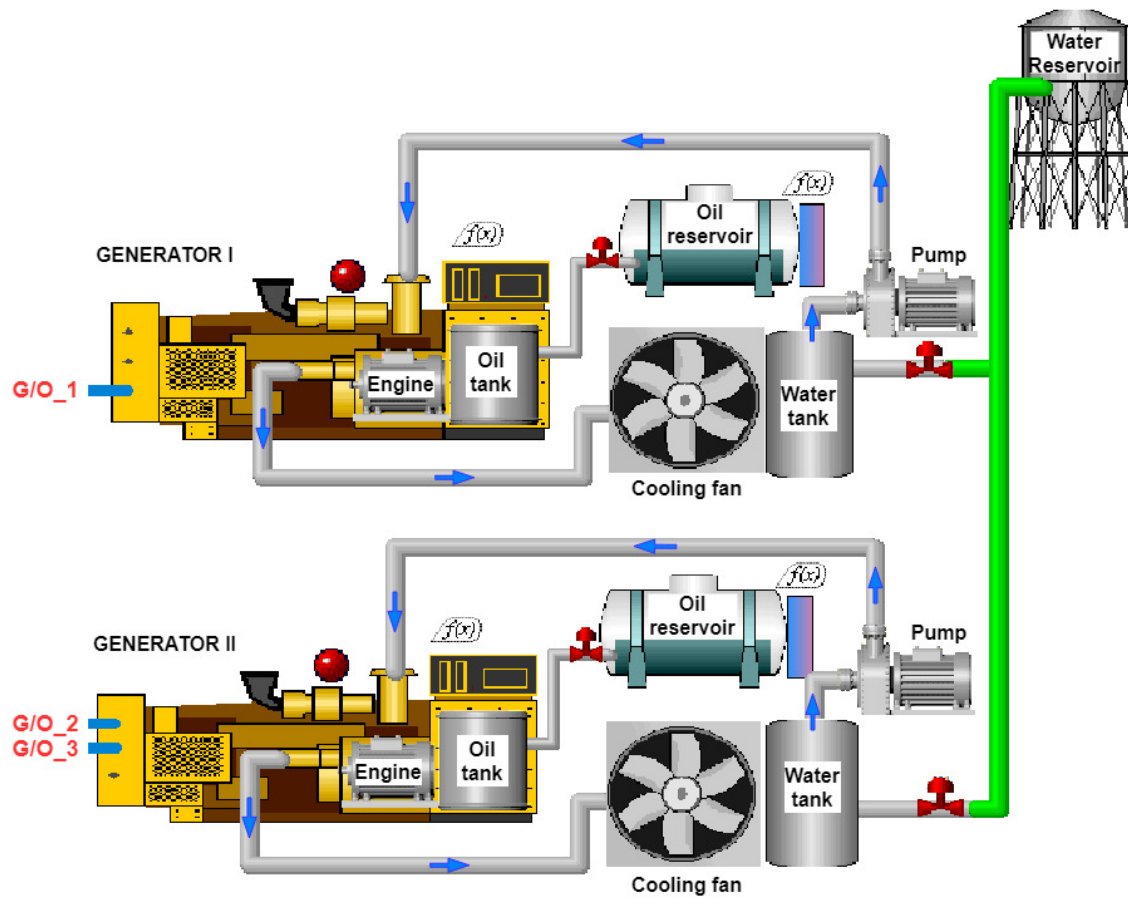 Water
Reservoir
f(x)
Oil
reservoir
f(x)
GENERATOR I
Pump
Oil
tank
Engine
G/O_1
Water
tank
Cooling fan
f(x)
Oil
reservoir
f(x)
GENERATOR II
Pump
G/O_2
G/O_3
Oil
tank
Engine
Water
tank
Cooling fan